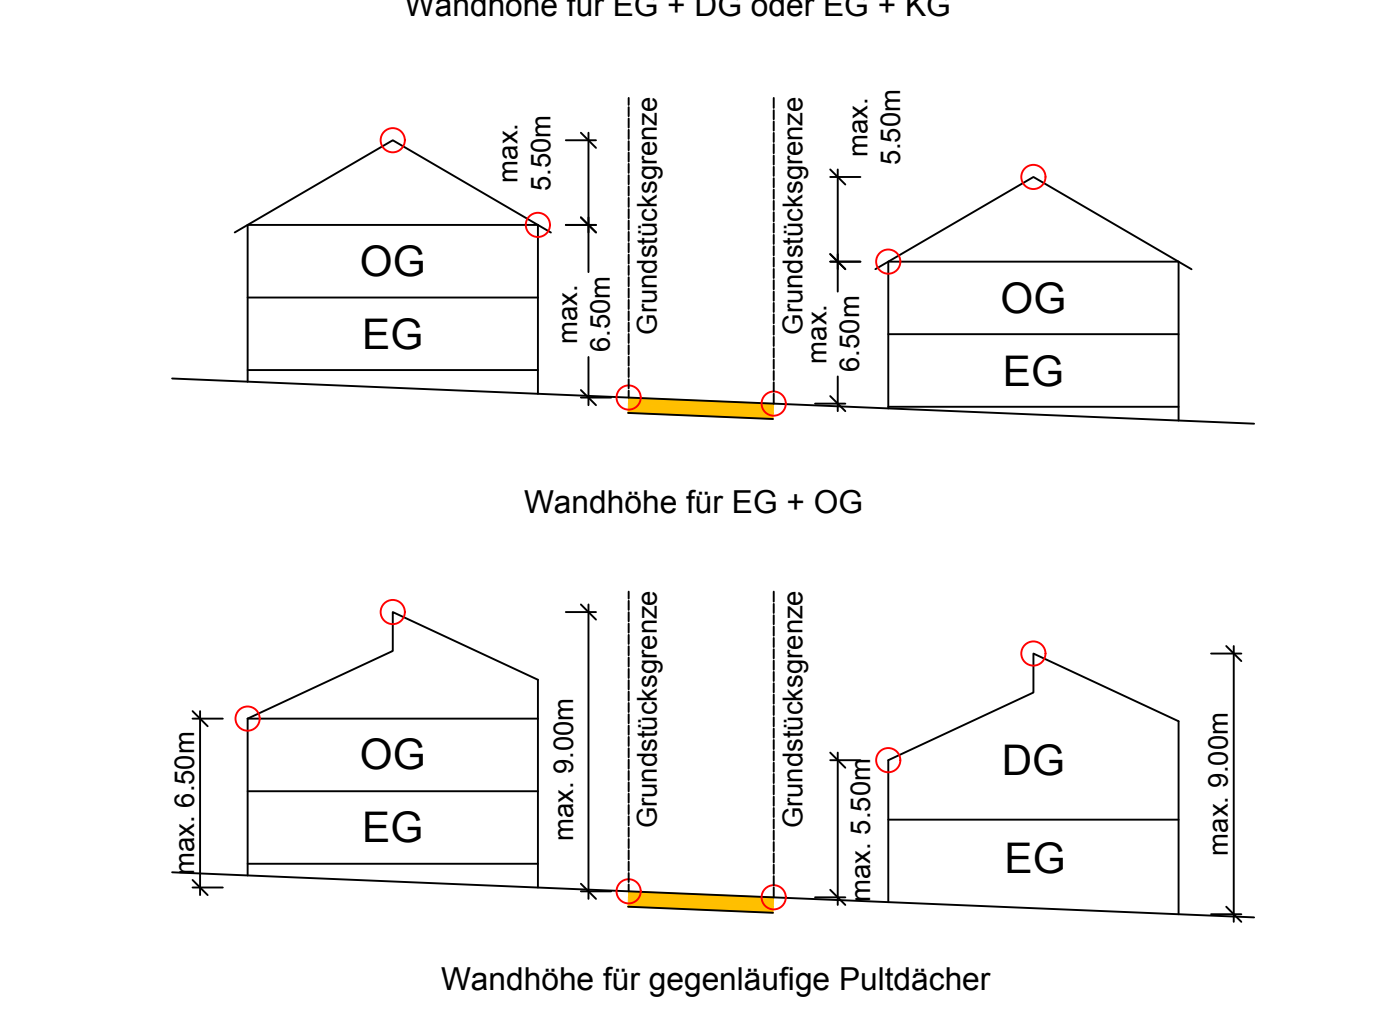 Wandhöhe für EG + DG oder EG + KG
max.
5.50m
Grundstücksgrenze
Grundstücksgrenze
max.
5.50m
OG
EG
max.
6.50m
max.
6.50m
OG
EG
Wandhöhe für EG + OG
max. 6.50m
OG
EG
max. 9.00m
Grundstücksgrenze
Grundstücksgrenze
max. 5.50m
DG
EG
max. 9.00m
Wandhöhe für gegenläufige Pultdächer